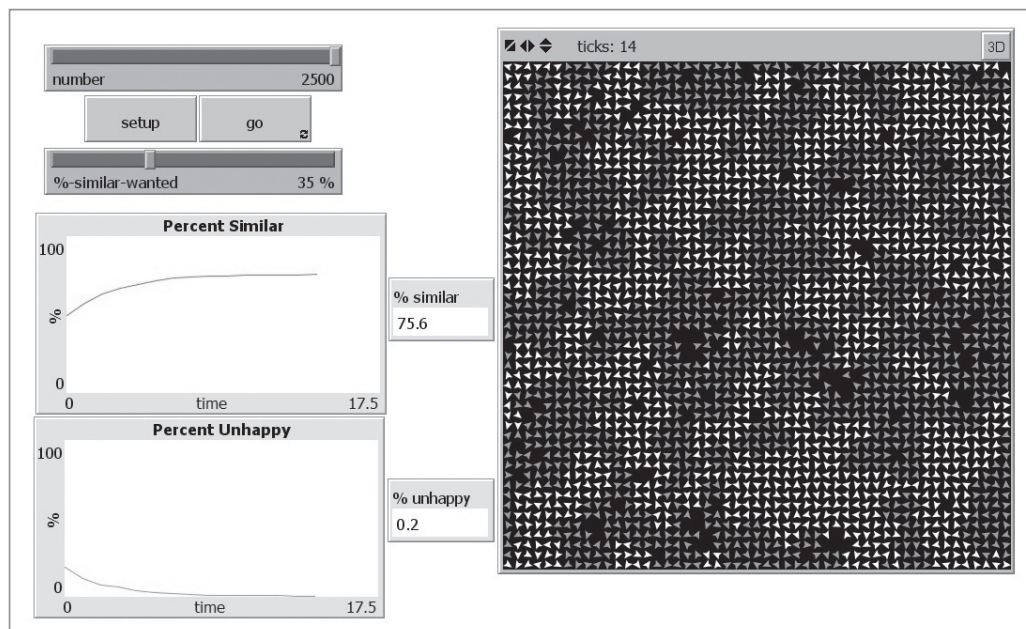 number 2500
setup
go
%-similar-wanted 35 %
Percent Similar
100
%
0
0 time 17.5
% similar
75.6
Percent Unhappy
100
%
0
0 time 17.5
% unhappy
0.2
ticks: 14
3D